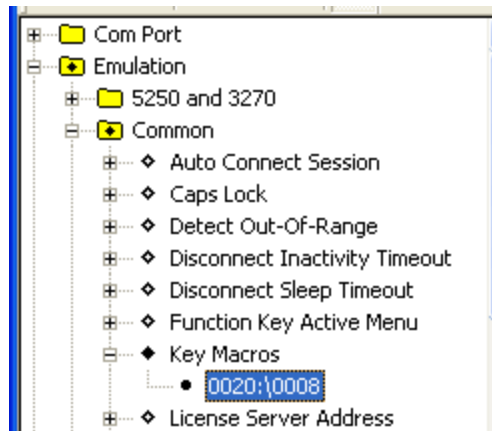 Com Port
Emulation
5250 and 3270
Common
Auto Connect Session
Caps Lock
Detect Out-Of-Range
Disconnect Inactivity Timeout
Disconnect Sleep Timeout
Function Key Active Menu
Key Macros
0020:\0008
License Server Address